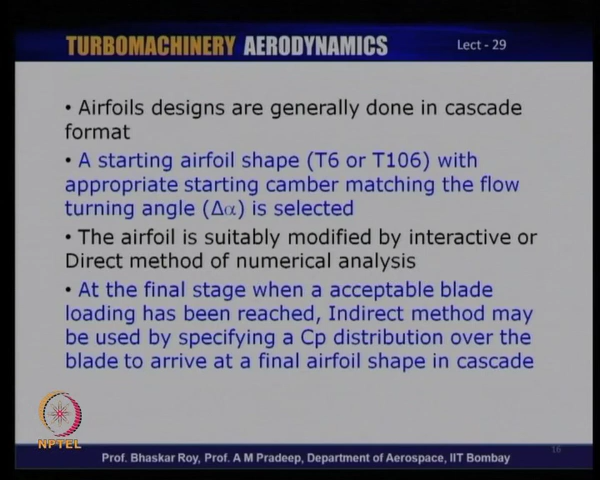 TURBOMACHINERY AERODYNAMICS
Lect - 29
• Airfoils designs are generally done in cascade
format
• A starting airfoil shape (T6 or T106) with
appropriate starting camber matching the flow
turning angle (Δα) is selected
• The airfoil is suitably modified by interactive or
Direct method of numerical analysis
• At the final stage when a acceptable blade
loading has been reached, Indirect method may
be used by specifying a Cp distribution over the
blade to arrive at a final airfoil shape in cascade
NPTEL
16
Prof. Bhaskar Roy, Prof. A M Pradeep, Department of Aerospace, IIT Bombay